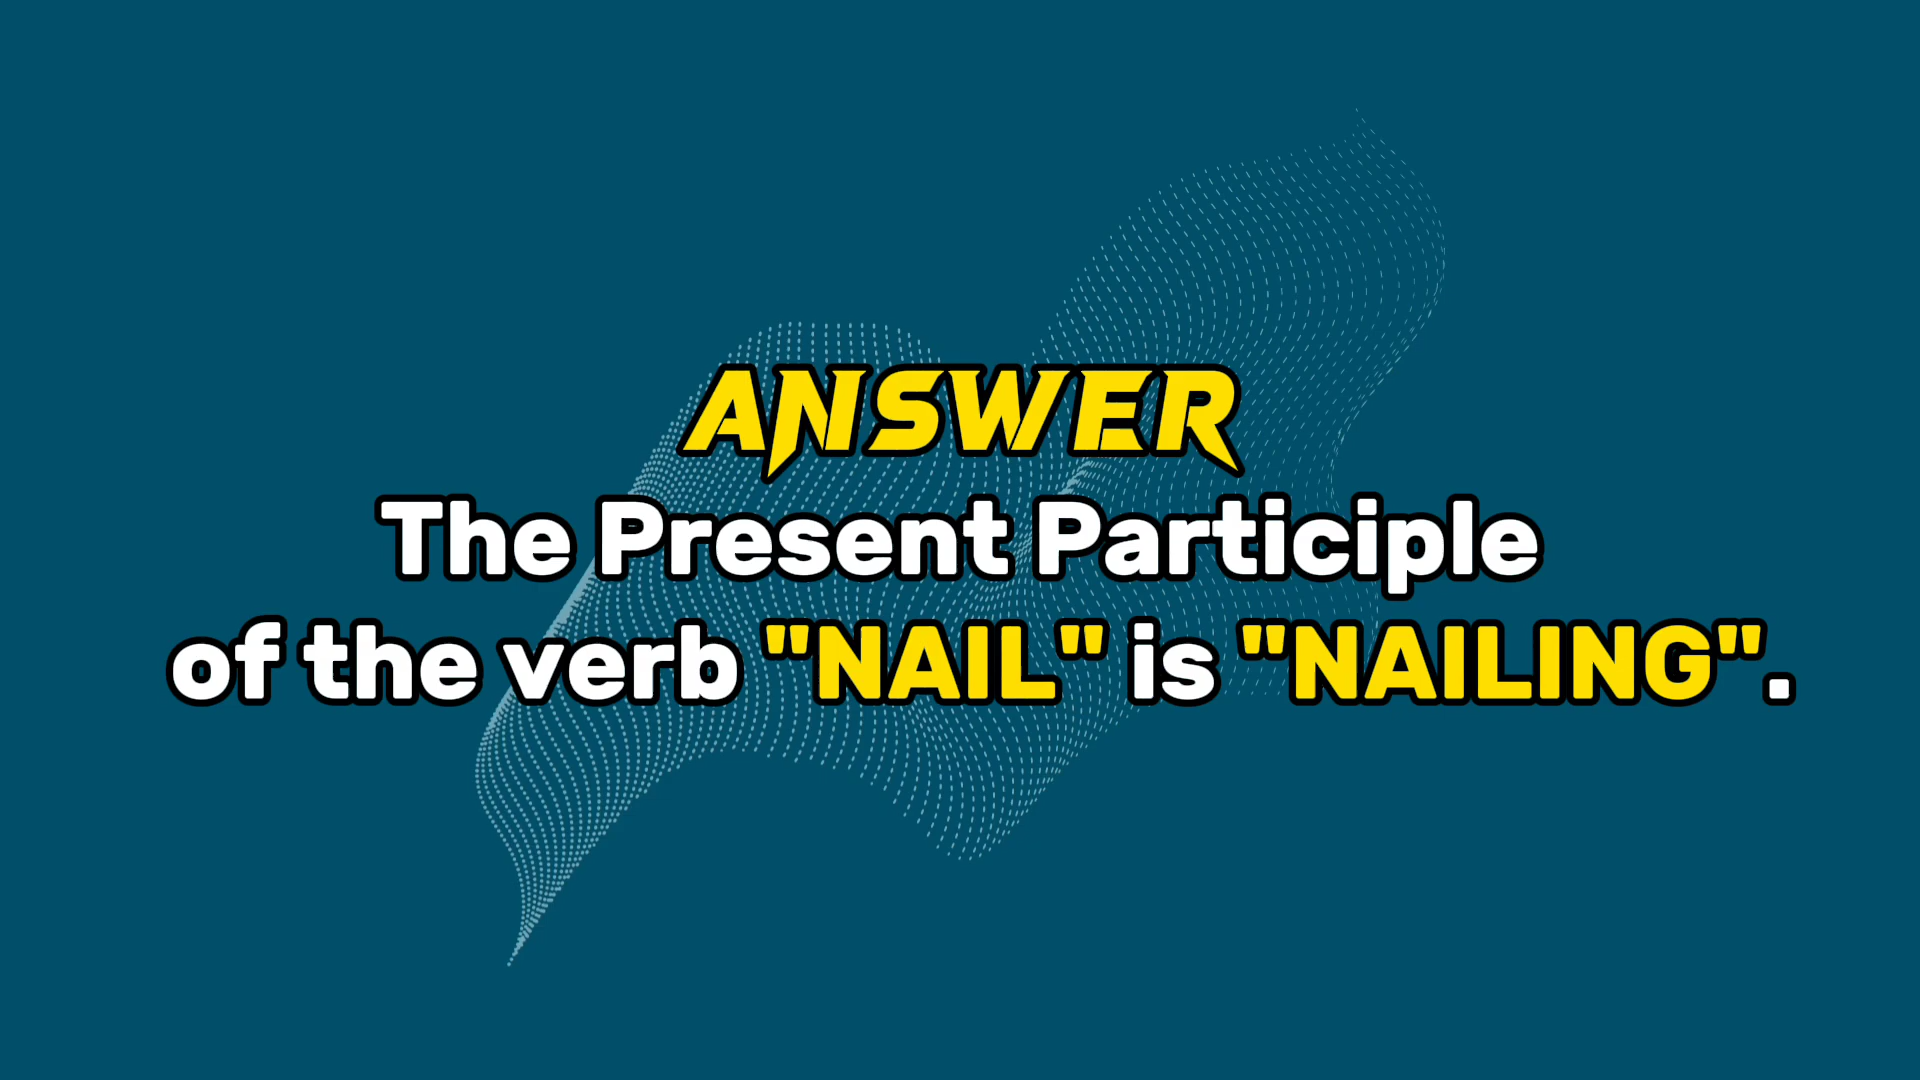 ANSWER
The Present Participle
of the verb "NAIL" is "NAILING".